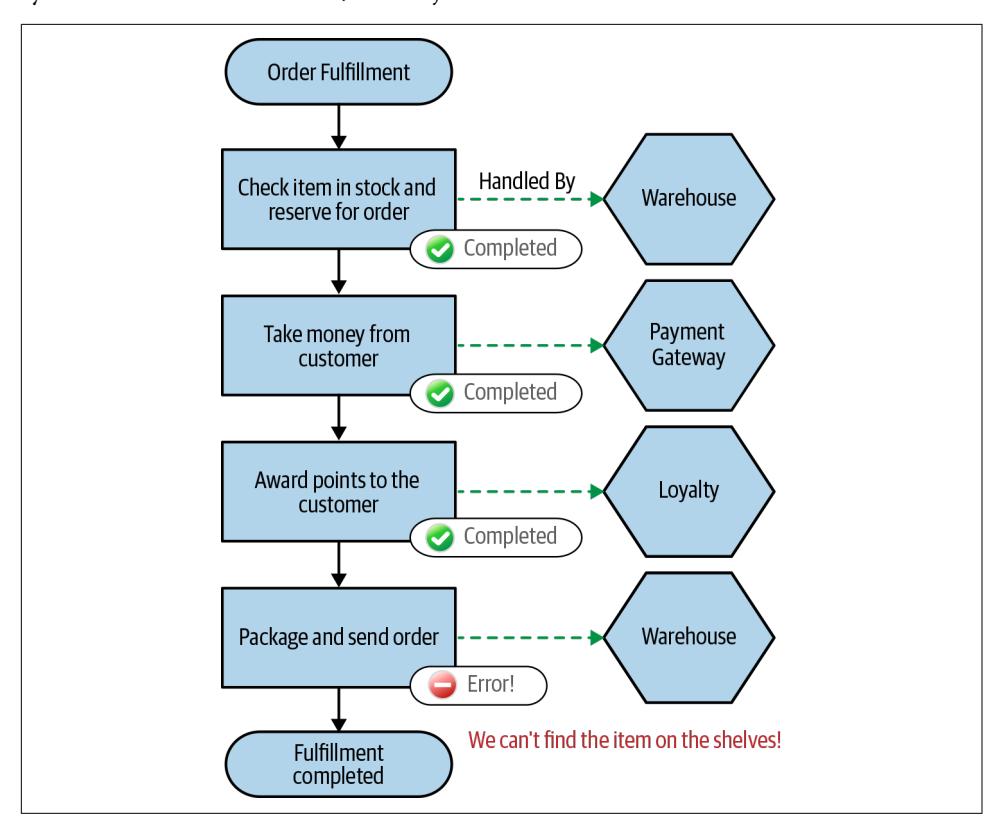 Order Fulfillment
Check item in stock and
reserve for order
Handled By
Warehouse
Completed
Take money from
customer
Payment
Gateway
Completed
Award points to the
customer
Loyalty
Completed
Package and send order
Warehouse
Error!
We can't find the item on the shelves!
Fulfillment
completed